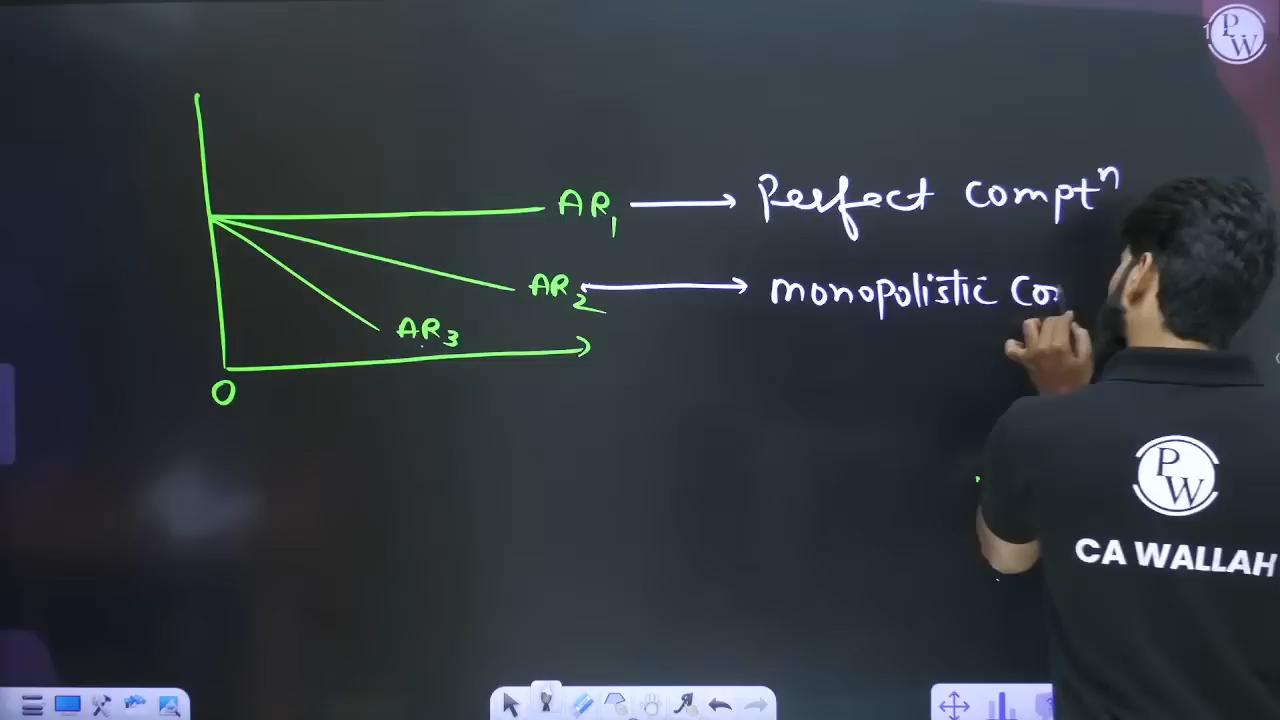 PW
AR₁ → Perfect comptⁿ
AR₂ → monopolistic Co
AR₃
O
PW
CA WALLAH